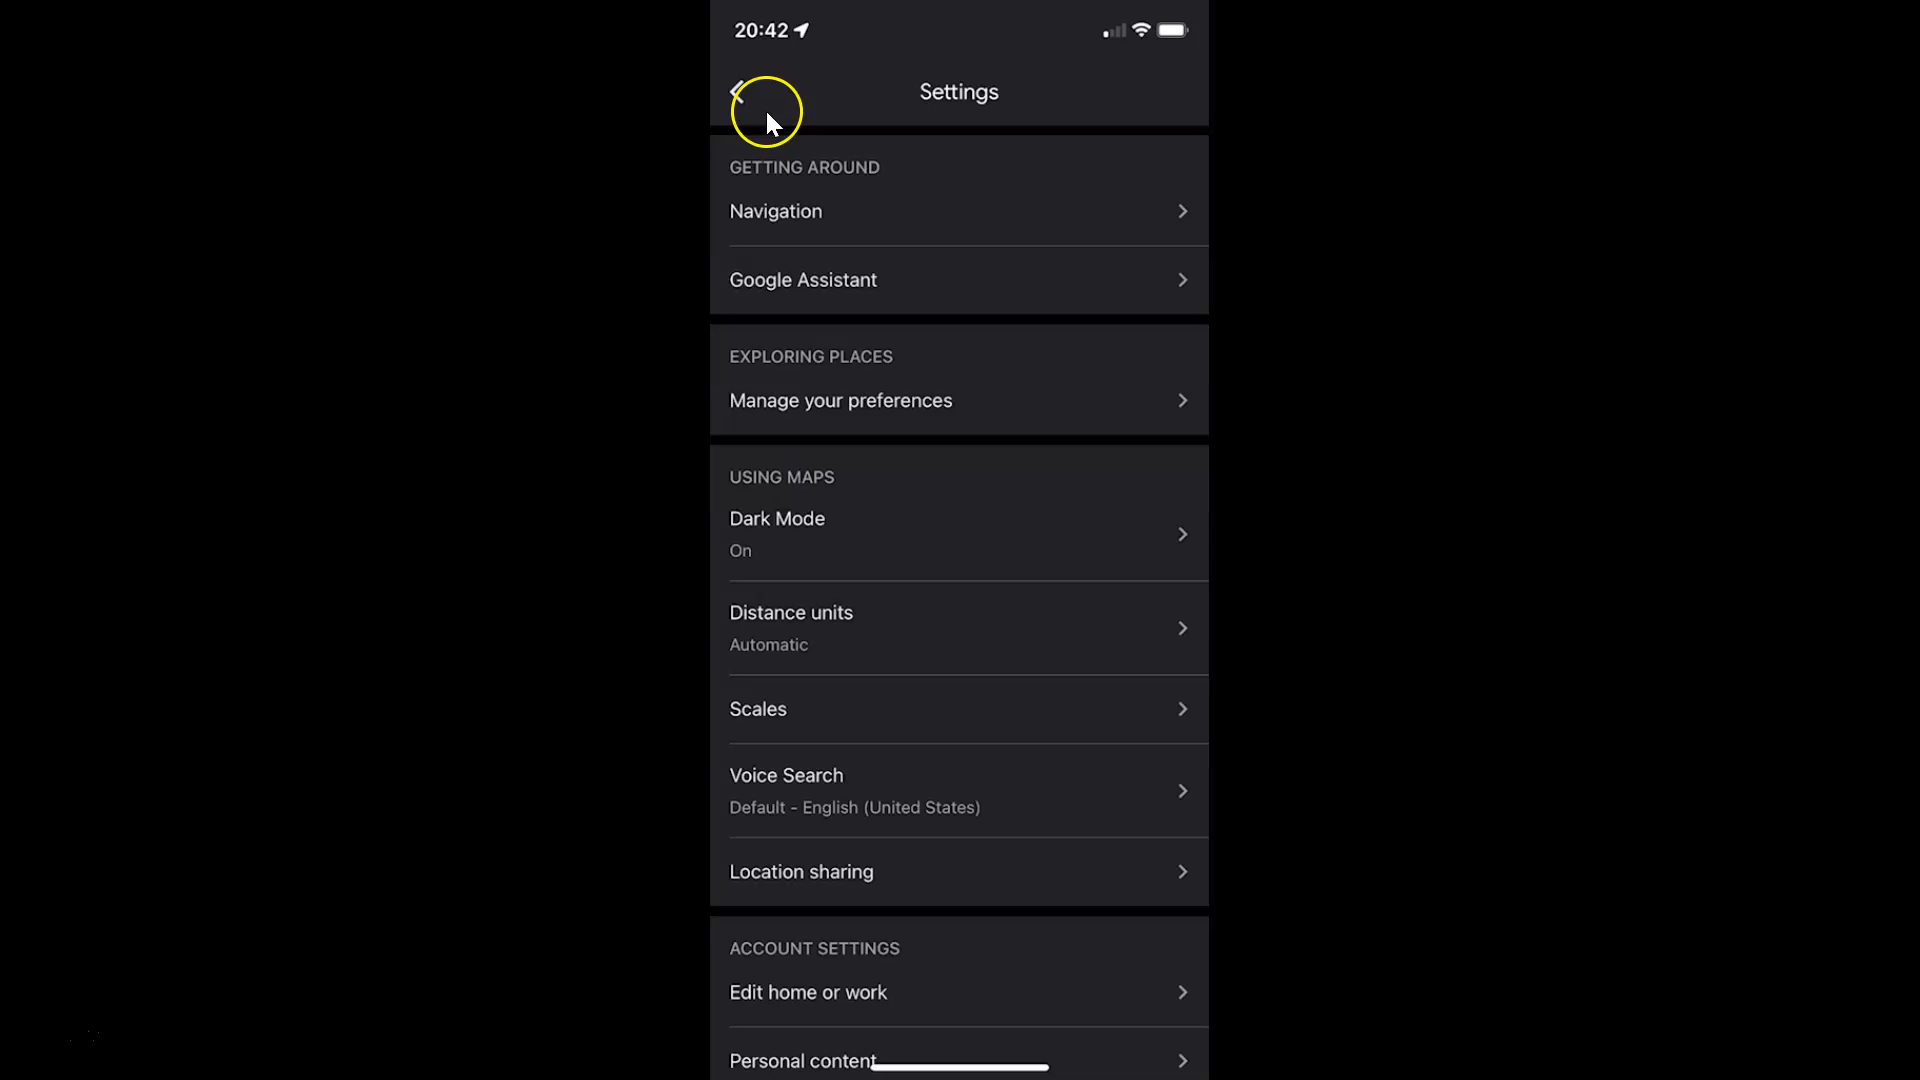 20:42
Settings
GETTING AROUND
Navigation
Google Assistant
EXPLORING PLACES
Manage your preferences
USING MAPS
Dark Mode
On
Distance units
Automatic
Scales
Voice Search
Default - English (United States)
Location sharing
ACCOUNT SETTINGS
Edit home or work
Personal content